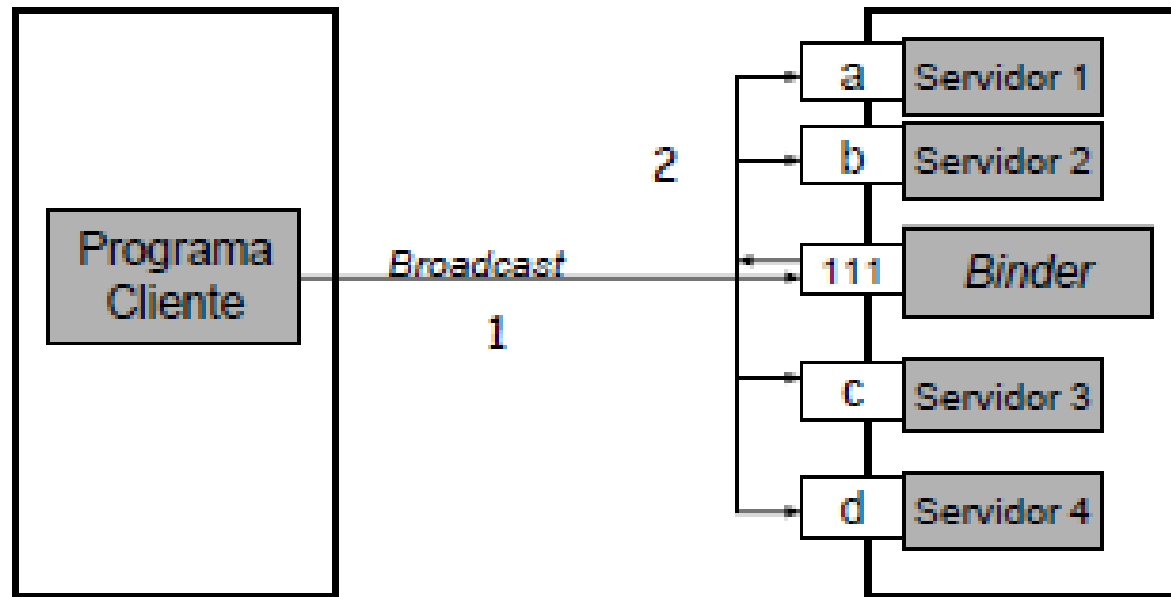 Programa
Cliente
Broadcast
1
2
a
Servidor 1
b
Servidor 2
111
Binder
c
Servidor 3
d
Servidor 4